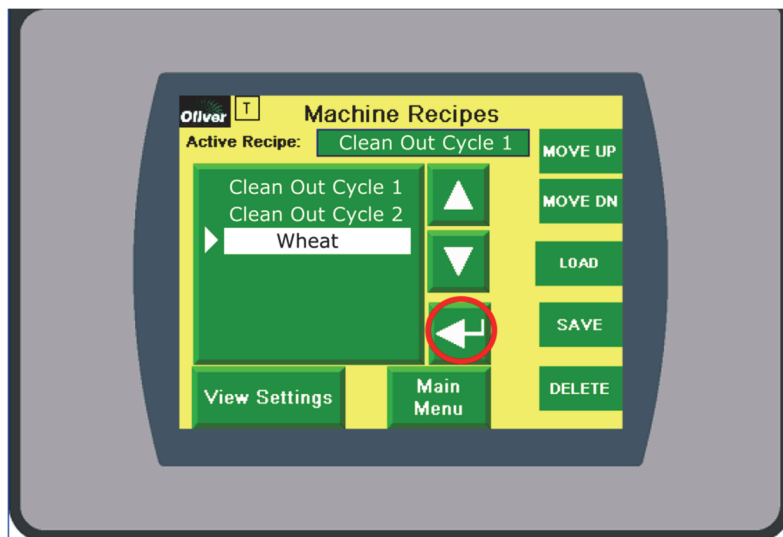 Oliver T Machine Recipes
Active Recipe: Clean Out Cycle 1
MOVE UP
MOVE DN
LOAD
SAVE
DELETE
Clean Out Cycle 1
Clean Out Cycle 2
Wheat
View Settings
Main
Menu